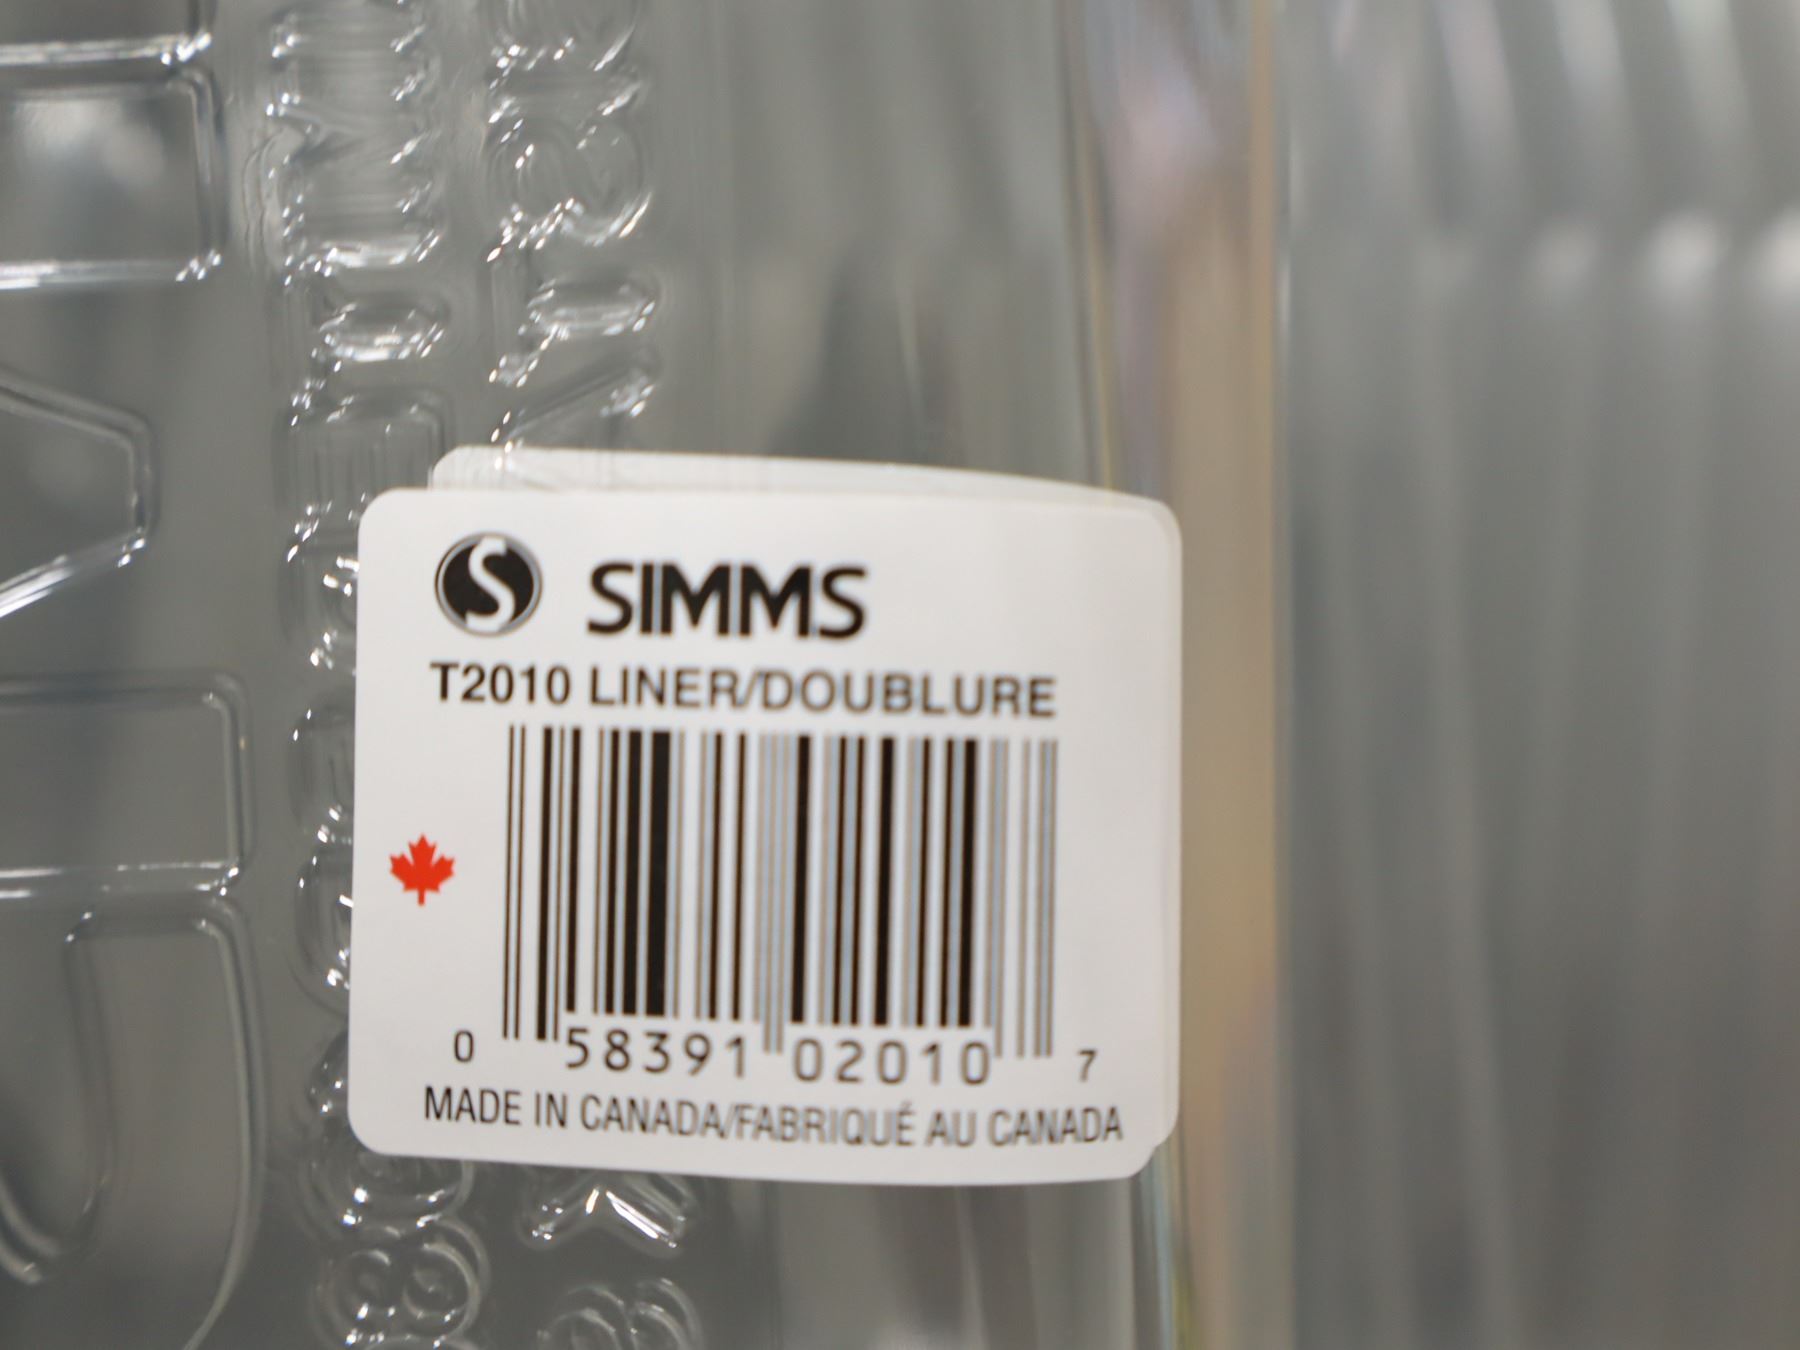 SIMMS
T2010 LINER/DOUBLURE
0 58391 02010 7
MADE IN CANADA/FABRIQUÉ AU CANADA